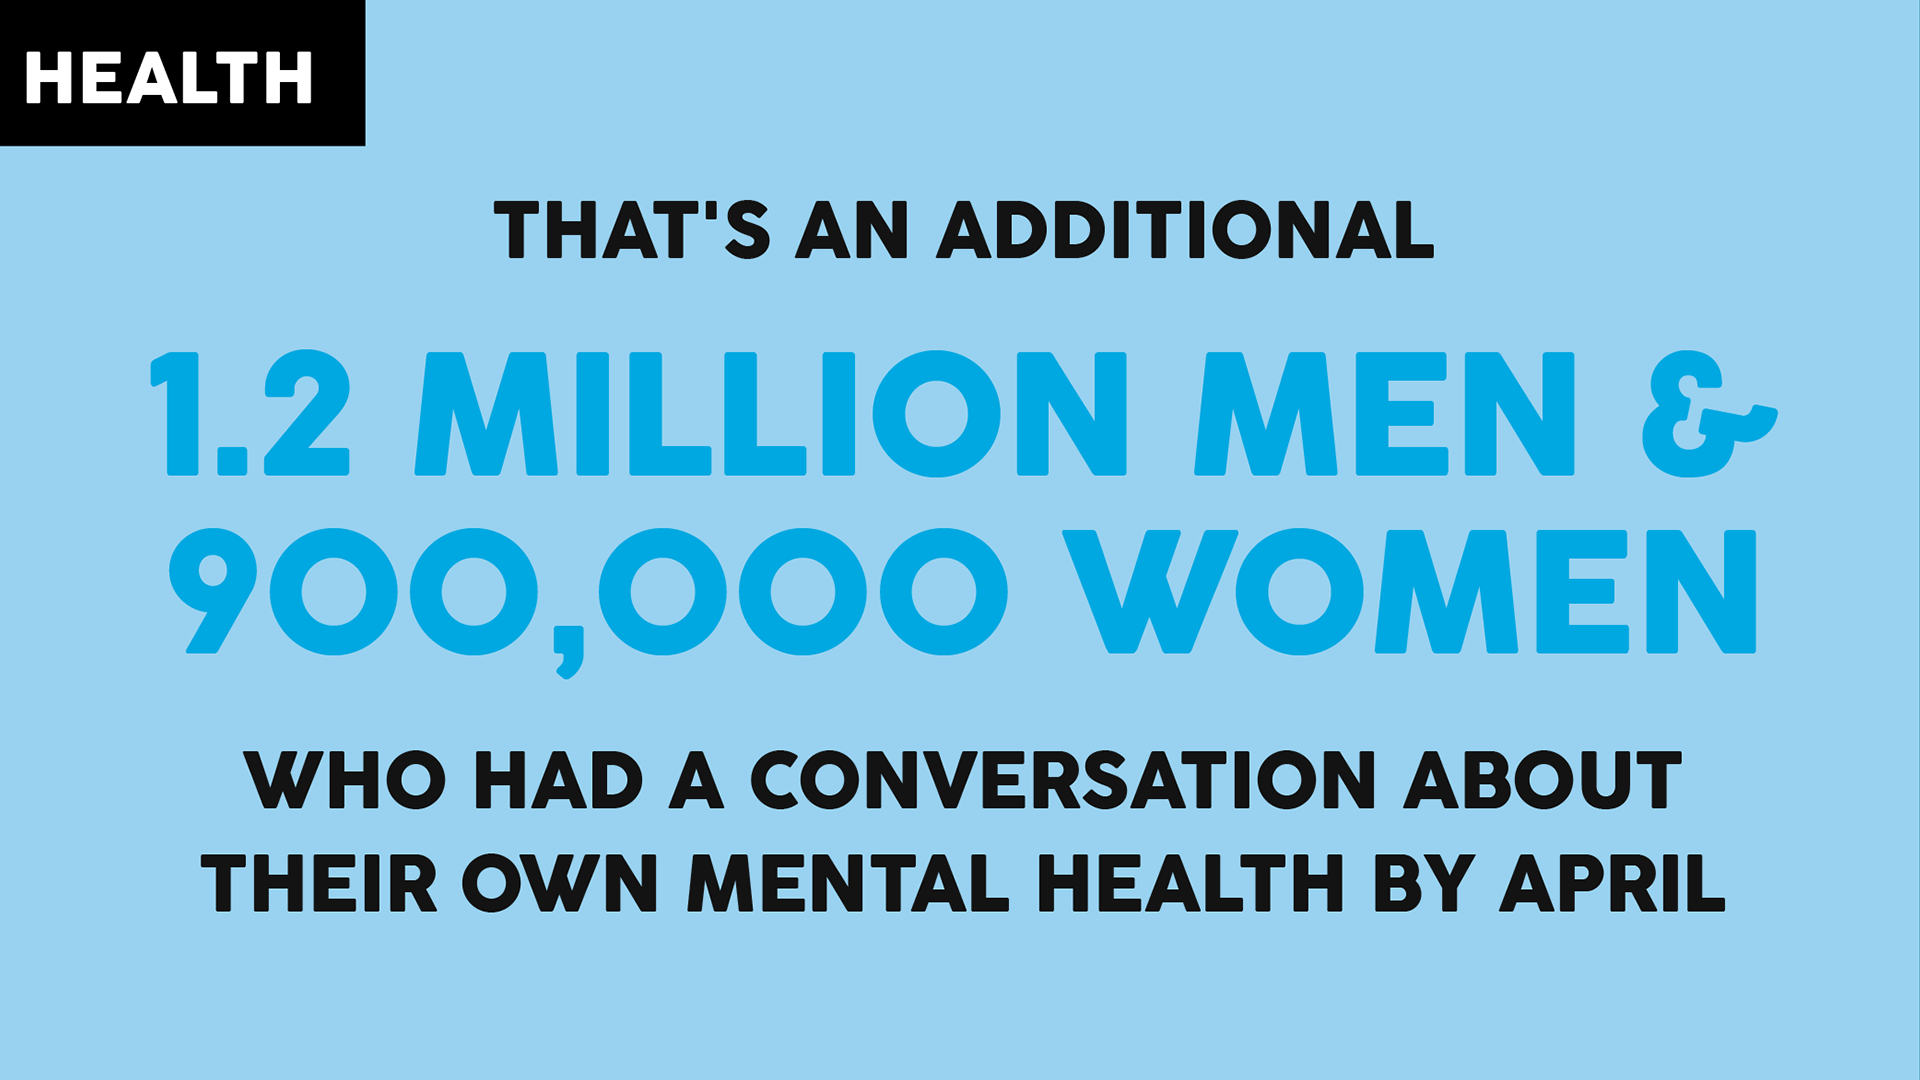 HEALTH
THAT'S AN ADDITIONAL
1.2 MILLION MEN &
900,000 WOMEN
WHO HAD A CONVERSATION ABOUT
THEIR OWN MENTAL HEALTH BY APRIL